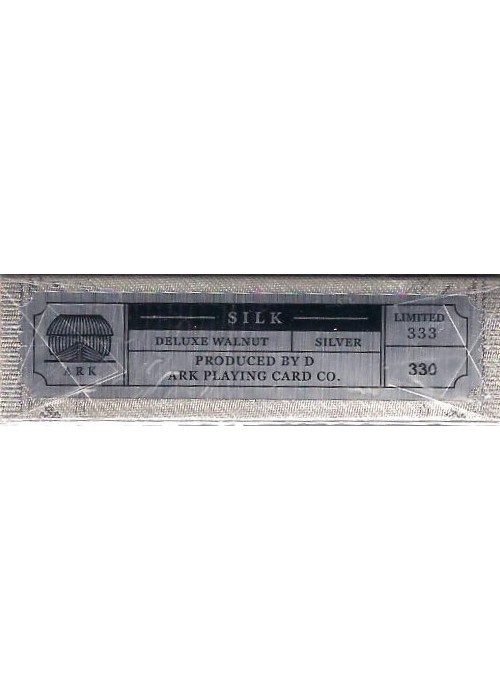 ARK
SILK
DELUXE WALNUT
SILVER
PRODUCED BY D
ARK PLAYING CARD CO.
LIMITED
333
330